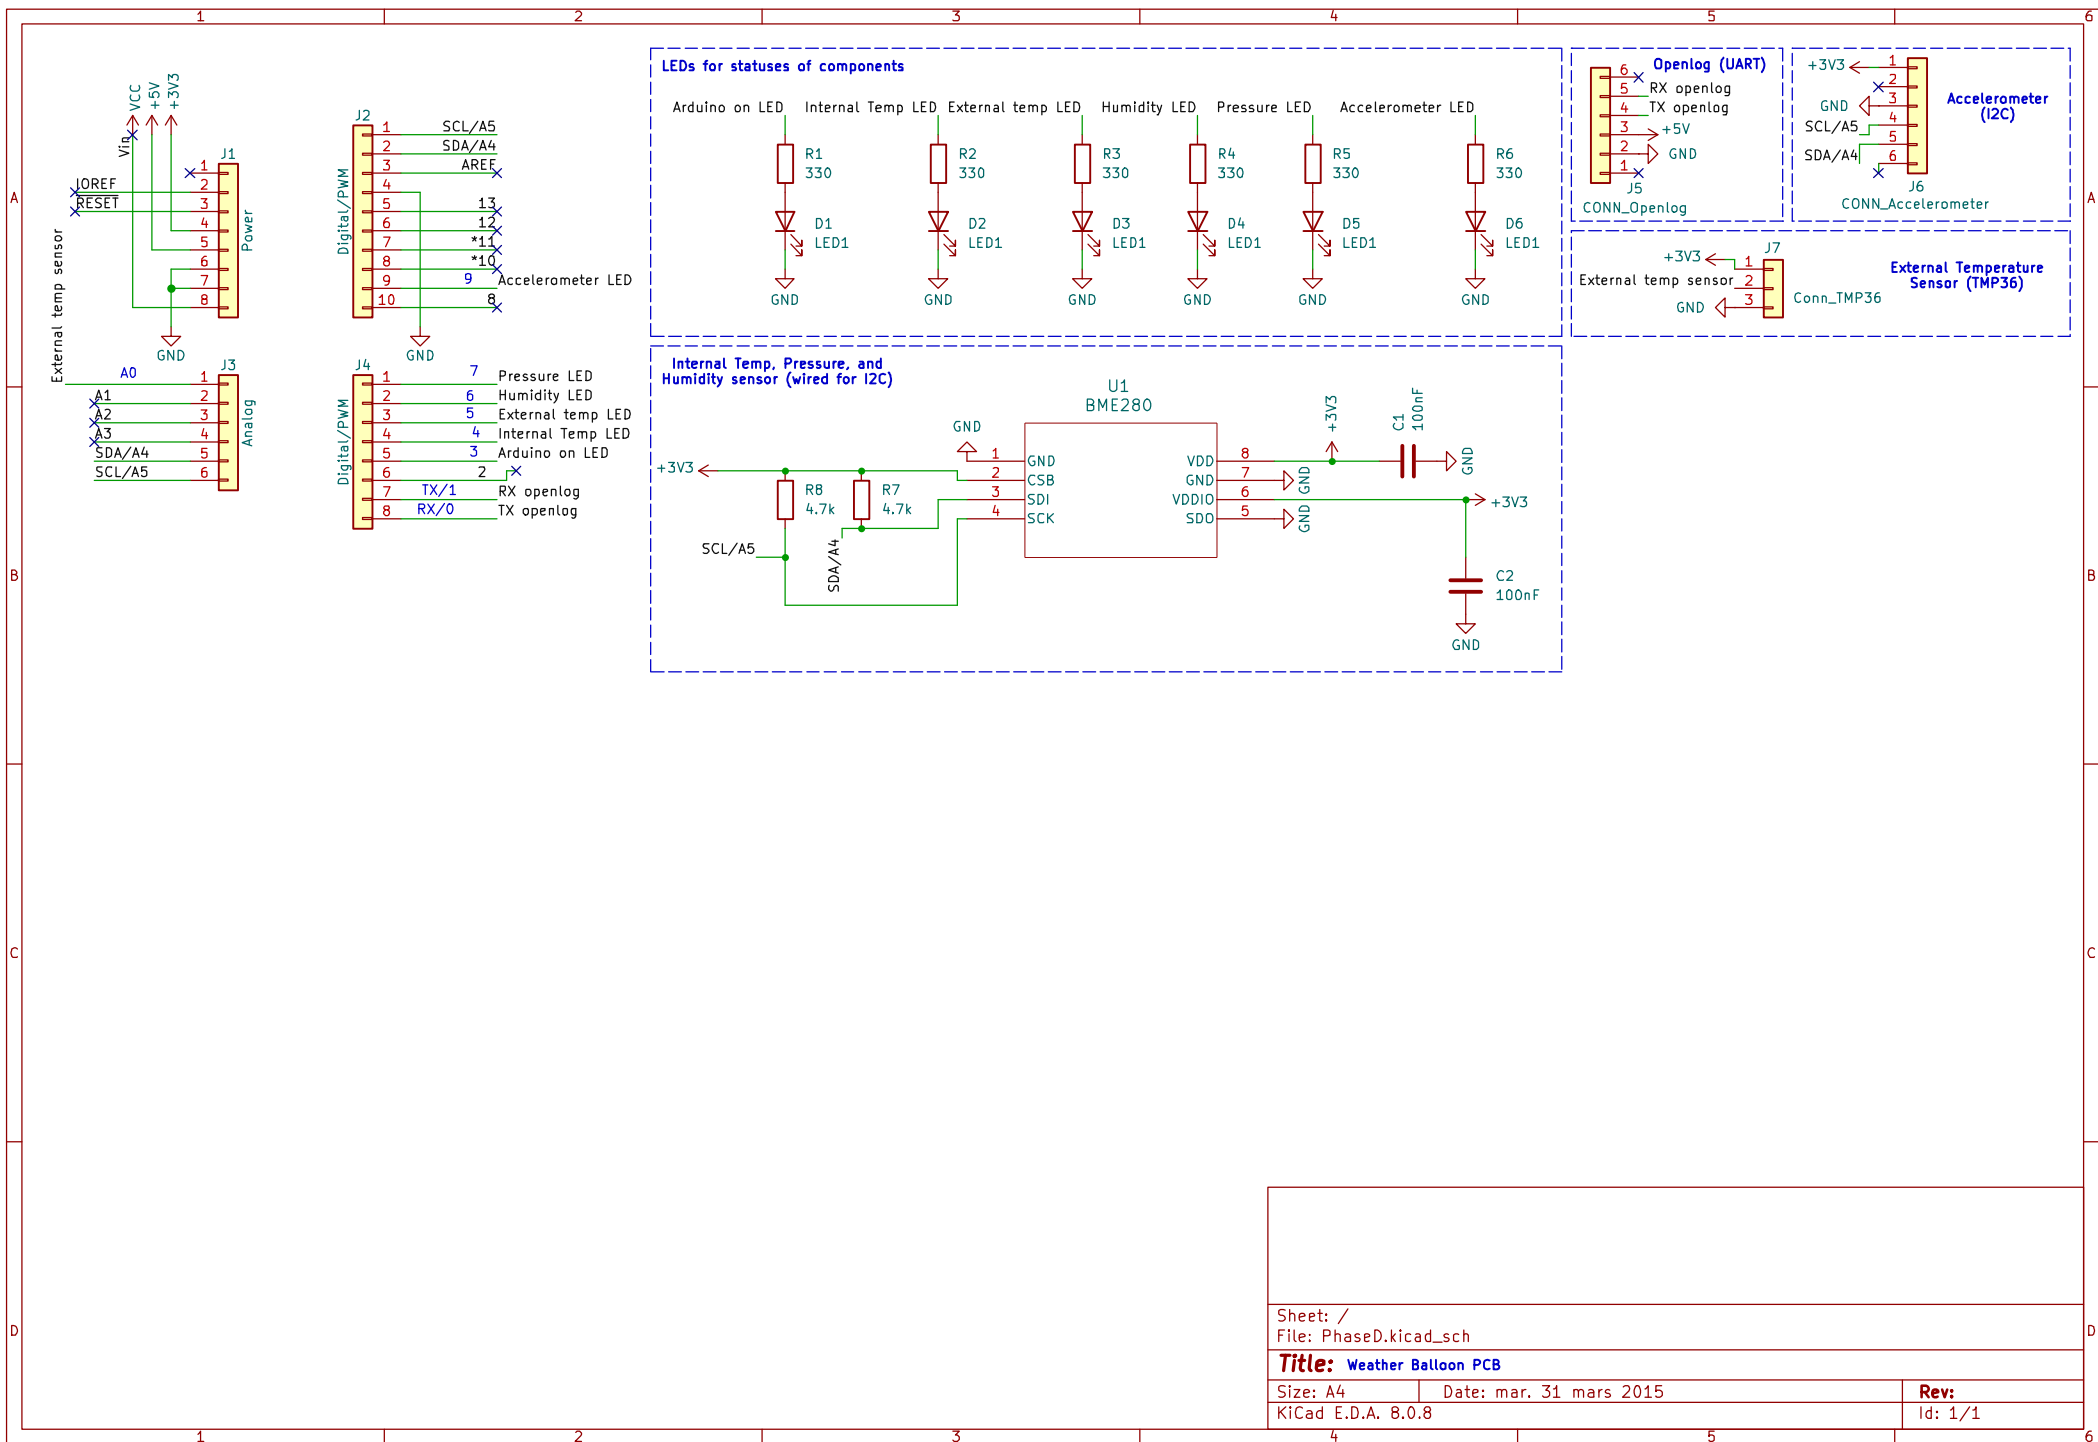 1 2 3 4 5 6
A
B
C
D
VCC
+5V
+3V3
Vin
J1
1
IOREF 2
RESET 3
4
5
6
7
8
Power
GND
External temp sensor
J3
A0 1
A1 2
A2 3
A3 4
SDA/A4 5
SCL/A5 6
Analog
J2
Digital/PWM
1 SCL/A5
2 SDA/A4
3 AREF
4
5 13
6 12
7 *11
8 *10
9 9 Accelerometer LED
10 8
GND
J4
Digital/PWM
1 7 Pressure LED
2 6 Humidity LED
3 5 External temp LED
4 4 Internal Temp LED
5 3 Arduino on LED
6 2
7 TX/1 RX openlog
8 RX/0 TX openlog
LEDs for statuses of components
Arduino on LED Internal Temp LED External temp LED Humidity LED Pressure LED Accelerometer LED
R1 R2 R3 R4 R5 R6
330 330 330 330 330 330
D1 D2 D3 D4 D5 D6
LED1 LED1 LED1 LED1 LED1 LED1
GND GND GND GND GND GND
Openlog (UART)
6
5 RX openlog
4 TX openlog
3 +5V
2 GND
1
J5
CONN_Openlog
Accelerometer
(I2C)
+3V3 1
2
GND 3
SCL/A5 4
5
SDA/A4 6
J6
CONN_Accelerometer
External Temperature
Sensor (TMP36)
J7
+3V3 1
External temp sensor 2
GND 3
Conn_TMP36
Internal Temp, Pressure, and
Humidity sensor (wired for I2C)
U1
BME280
GND
+3V3
R8
4.7k
R7
4.7k
SCL/A5
SDA/A4
1 GND
2 CSB
3 SDI
4 SCK
VDD 8
GND 7
VDDIO 6
SDO 5
+3V3
C1
100nF
GND
GND
GND
+3V3
C2
100nF
GND
Sheet: /
File: PhaseD.kicad_sch
Title: Weather Balloon PCB
Size: A4 Date: mar. 31 mars 2015 Rev:
KiCad E.D.A. 8.0.8 Id: 1/1
A
B
C
D
1 2 3 4 5 6